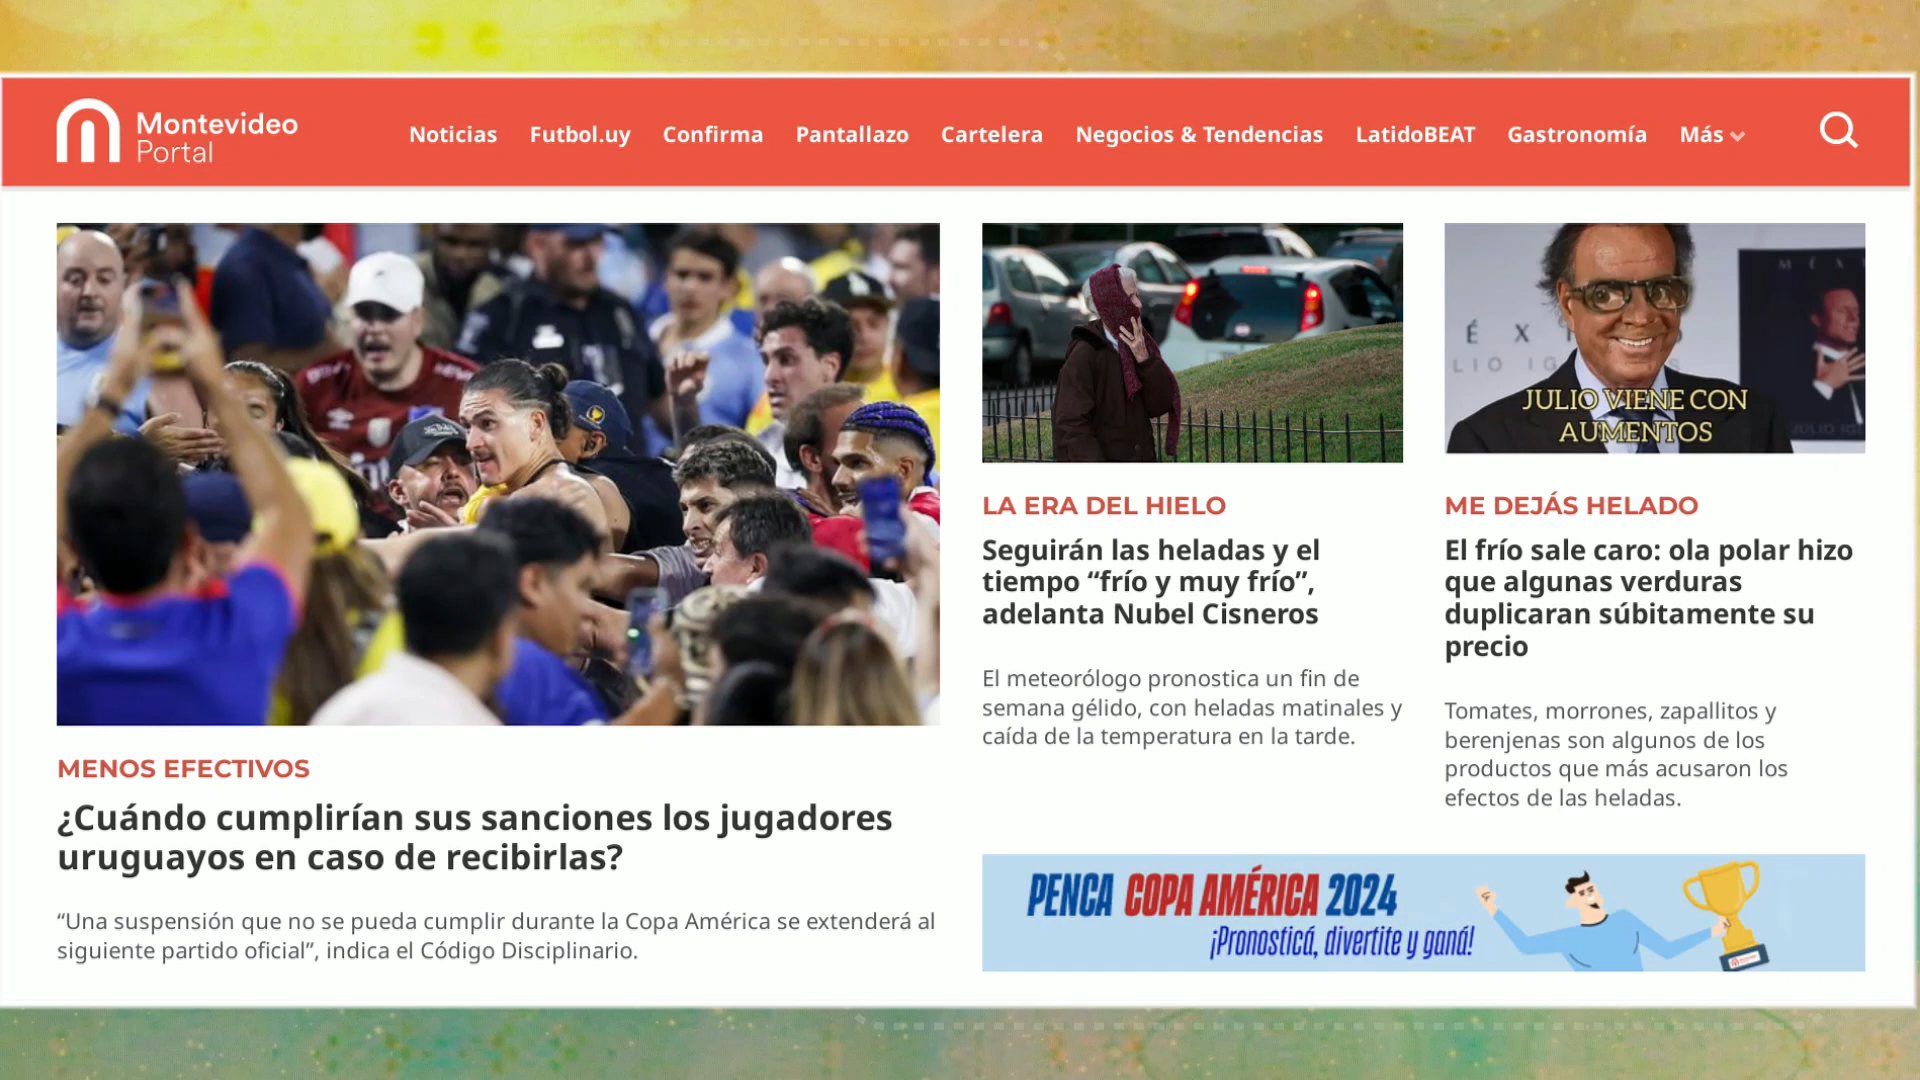 Montevideo
Portal
Noticias Futbol.uy Confirma Pantallazo Cartelera Negocios & Tendencias LatidoBEAT Gastronomía Más
MENOS EFECTIVOS
¿Cuándo cumplirían sus sanciones los jugadores
uruguayos en caso de recibirlas?
“Una suspensión que no se pueda cumplir durante la Copa América se extenderá al
siguiente partido oficial”, indica el Código Disciplinario.
LA ERA DEL HIELO
Seguirán las heladas y el
tiempo “frío y muy frío”,
adelanta Nubel Cisneros
El meteorólogo pronostica un fin de
semana gélido, con heladas matinales y
caída de la temperatura en la tarde.
JULIO VIENE CON
AUMENTOS
ME DEJÁS HELADO
El frío sale caro: ola polar hizo
que algunas verduras
duplicaran súbitamente su
precio
Tomates, morrones, zapallitos y
berenjenas son algunos de los
productos que más acusaron los
efectos de las heladas.
PENCA COPA AMÉRICA 2024
¡Pronosticá, divertite y ganá!